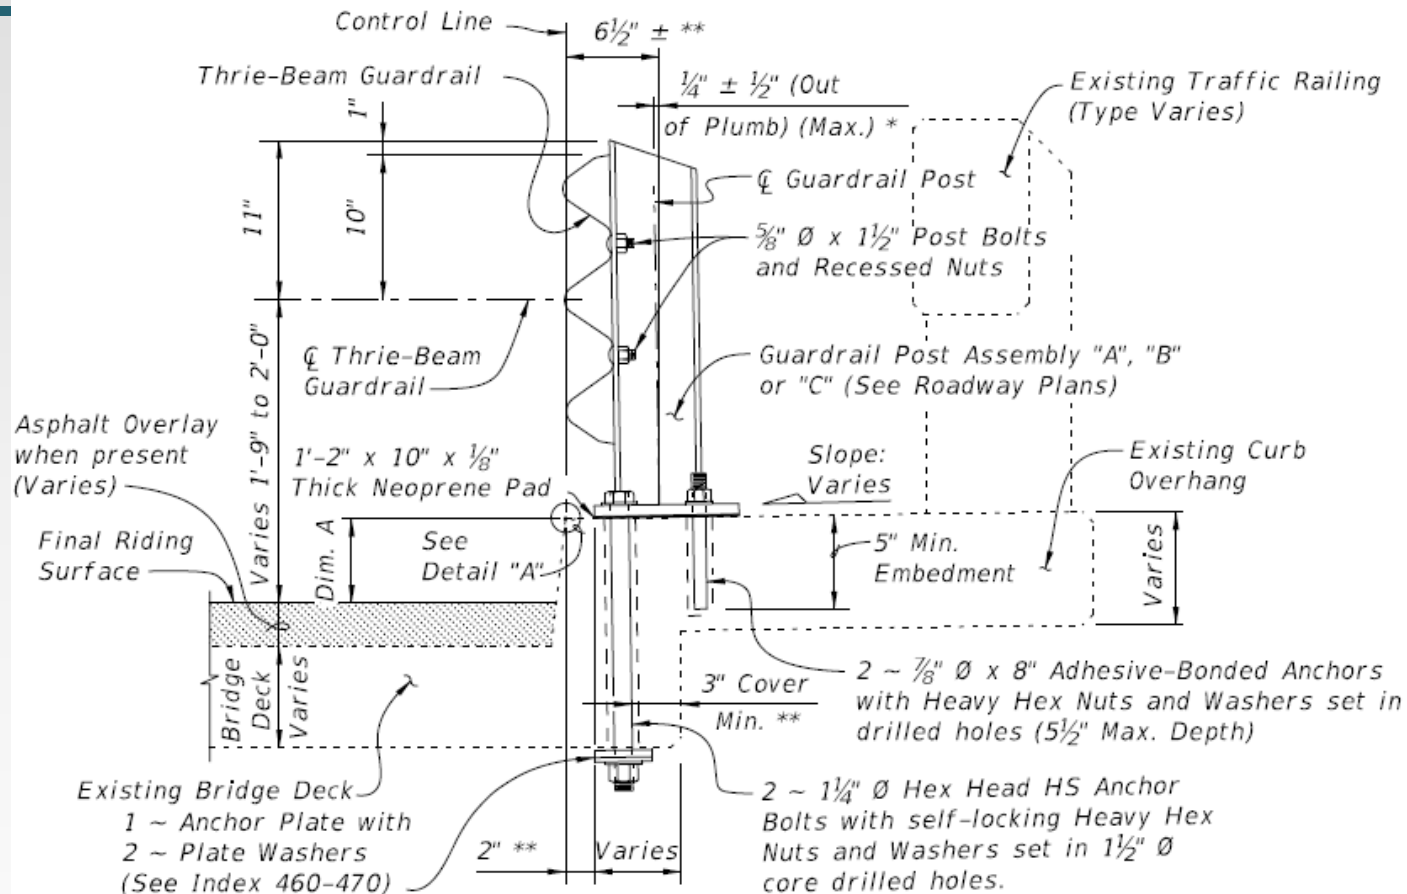 Control Line
6½" ± **
Thrie-Beam Guardrail
¼" ± ½" (Out
of Plumb) (Max.) *
Existing Traffic Railing
(Type Varies)
1"
11"
10"
℄ Guardrail Post
⅝" Ø x 1½" Post Bolts
and Recessed Nuts
℄ Thrie-Beam
Guardrail
Guardrail Post Assembly "A", "B"
or "C" (See Roadway Plans)
Varies 1'-9" to 2'-0"
Asphalt Overlay
when present
(Varies)
1'-2" x 10" x ⅛"
Thick Neoprene Pad
Slope:
Varies
Existing Curb
Overhang
Final Riding
Surface
Dim. A
See
Detail "A"
5" Min.
Embedment
Varies
Bridge
Deck
Varies
3" Cover
Min. **
2 ~ ⅞" Ø x 8" Adhesive-Bonded Anchors
with Heavy Hex Nuts and Washers set in
drilled holes (5½" Max. Depth)
Existing Bridge Deck
1 ~ Anchor Plate with
2 ~ Plate Washers
(See Index 460-470)
2" **
Varies
2 ~ 1¼" Ø Hex Head HS Anchor
Bolts with self-locking Heavy Hex
Nuts and Washers set in 1½" Ø
core drilled holes.